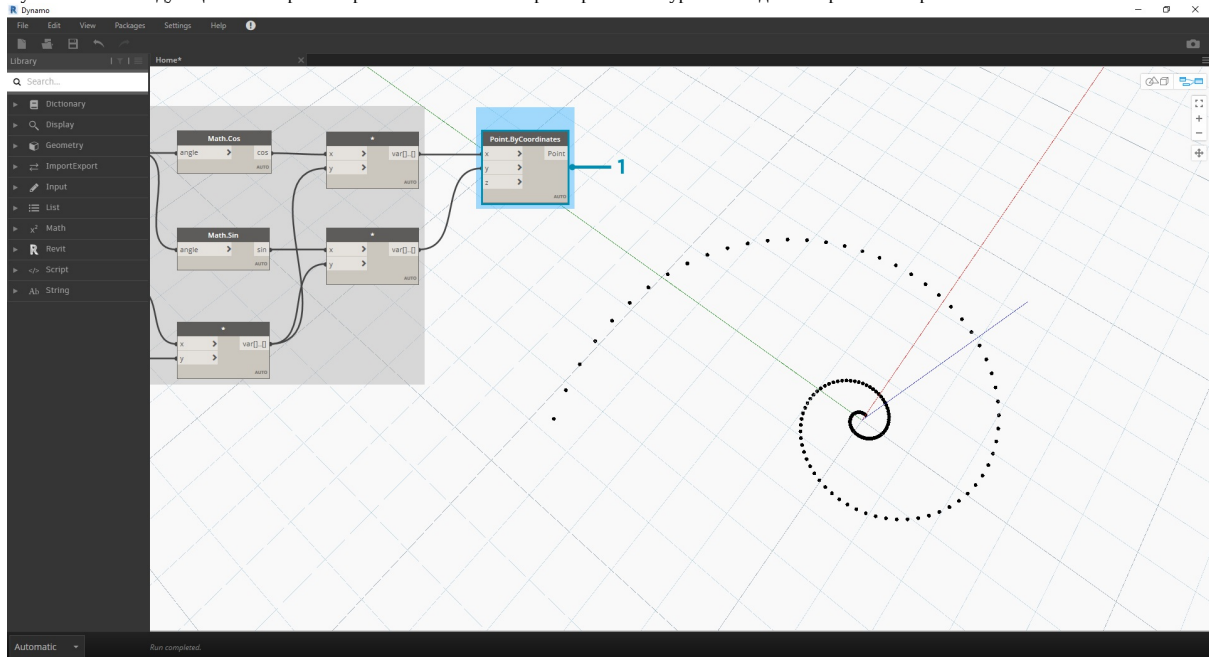 Dynamo
File Edit View Packages Settings Help
Library
Home*
Search...
Dictionary
Display
Geometry
ImportExport
Input
List
x² Math
R Revit
</> Script
Ab String
Math.Cos
angle > cos
AUTO
*
x > var[]..[]
y >
AUTO
Point.ByCoordinates
x > Point
y >
z >
AUTO
1
Math.Sin
angle > sin
AUTO
*
x > var[]..[]
y >
AUTO
*
x > var[]..[]
y >
AUTO
Automatic
Run completed.